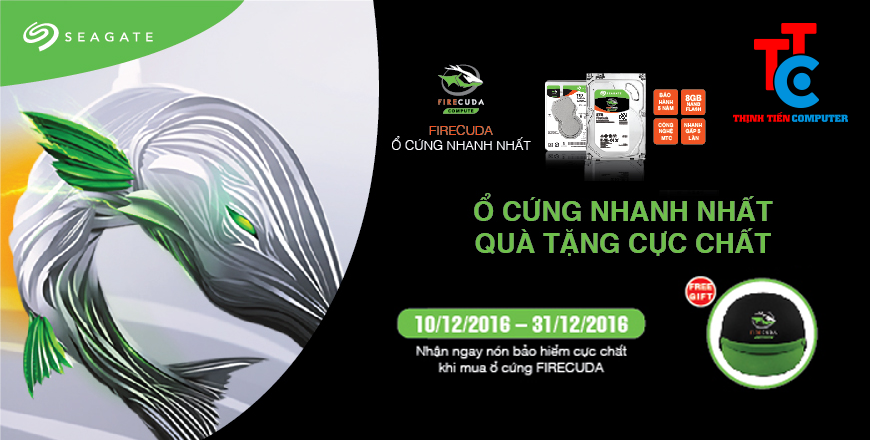 SEAGATE
FIRECUDA
COMPUTE
FIRECUDA
Ổ CỨNG NHANH NHẤT
BẢO HÀNH 5 NĂM
8GB NAND FLASH
CÔNG NGHỆ MTC
NHANH GẤP 5 LẦN
TTC
THỊNH TIẾN COMPUTER
Ổ CỨNG NHANH NHẤT
QUÀ TẶNG CỰC CHẤT
10/12/2016 – 31/12/2016
Nhận ngay nón bảo hiểm cực chất
khi mua ổ cứng FIRECUDA
FREE
GIFT
FIRECUDA